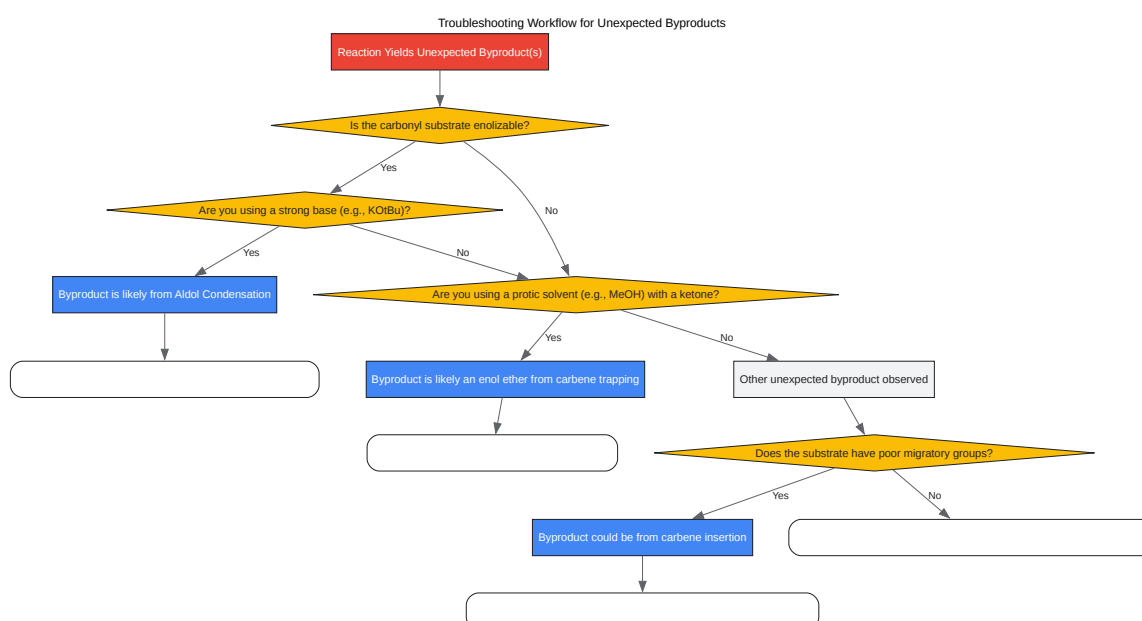 Troubleshooting Workflow for Unexpected Byproducts
Reaction Yields Unexpected Byproduct(s)
Is the carbonyl substrate enolizable?
Yes
No
Are you using a strong base (e.g., KOtBu)?
Yes
No
Byproduct is likely from Aldol Condensation
Are you using a protic solvent (e.g., MeOH) with a ketone?
Yes
No
Byproduct is likely an enol ether from carbene trapping
Other unexpected byproduct observed
Does the substrate have poor migratory groups?
Yes
No
Byproduct could be from carbene insertion